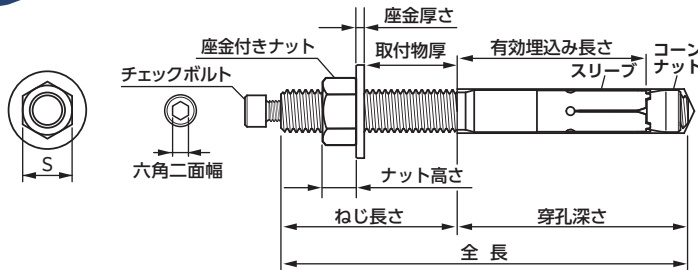 座金厚さ
座金付きナット
取付物厚
有効埋込み長さ
コーン
ナット
チェックボルト
スリーブ
S
六角二面幅
ナット高さ
ねじ長さ
穿孔深さ
全 長